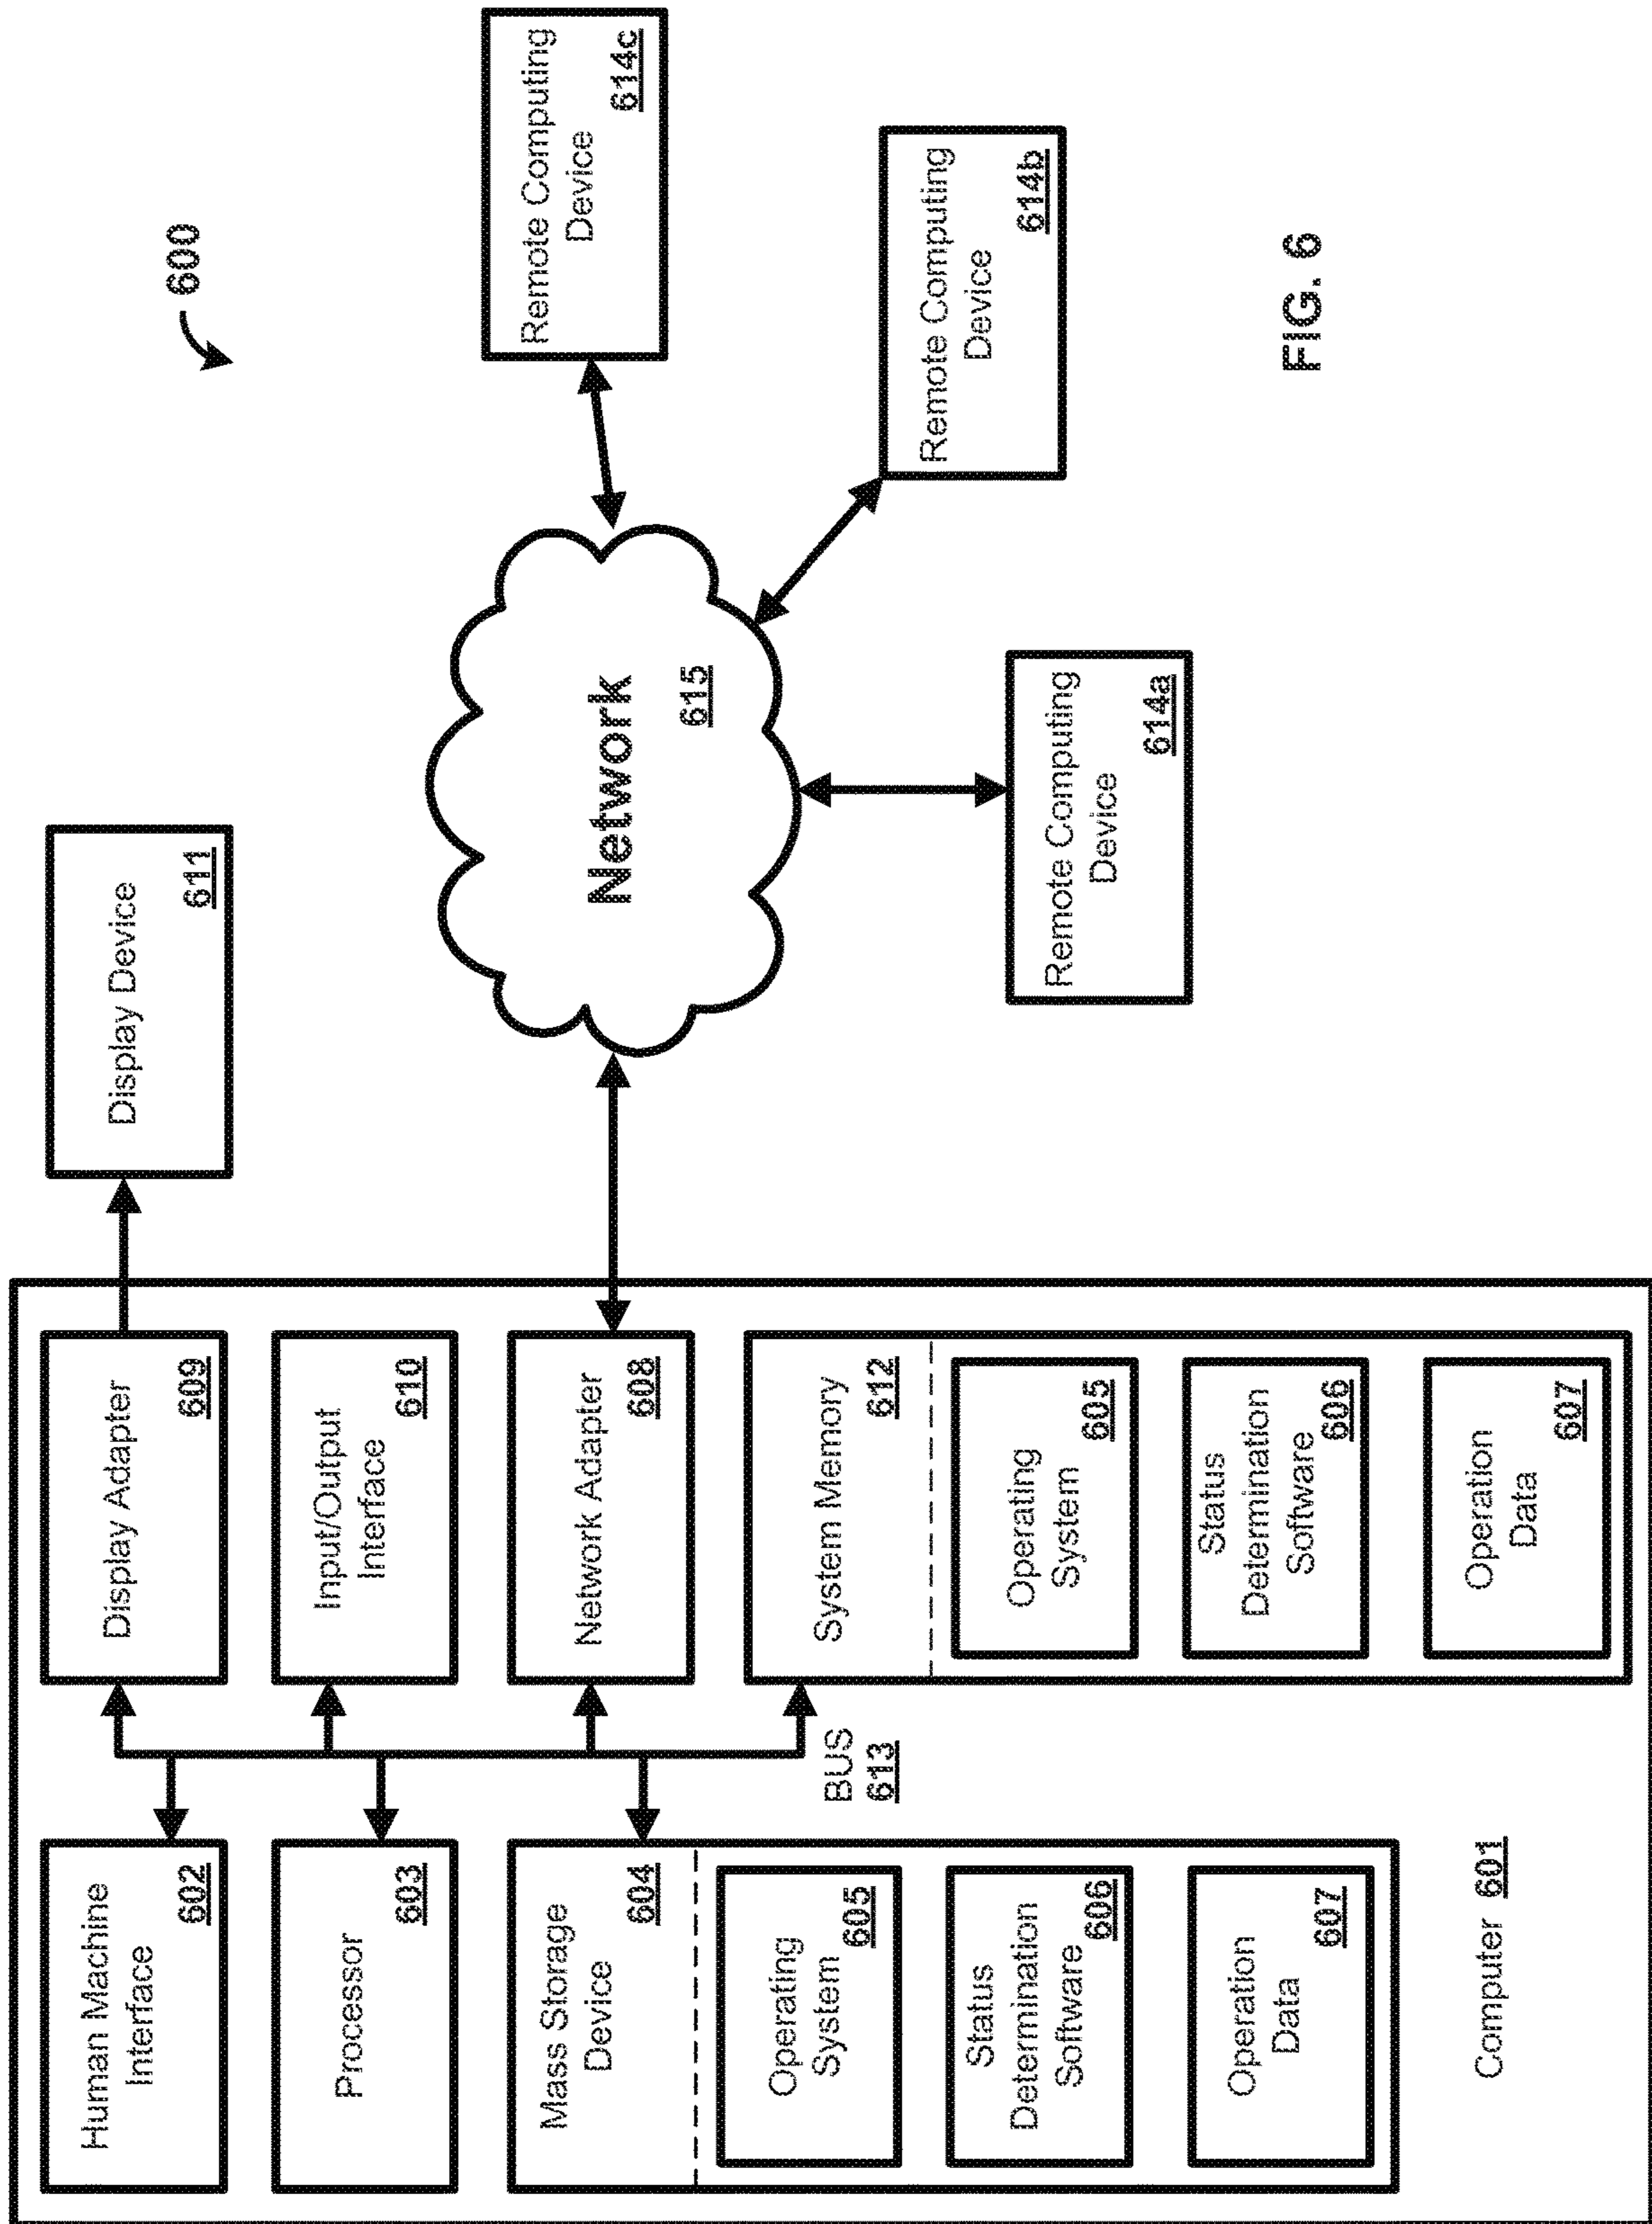 600
Human Machine
Interface
602
Processor
603
Mass Storage
Device
604
Operating
System
605
Status
Determination
Software
606
Operation
Data
607
Computer 601
BUS
613
Display Adapter
609
Input/Output
Interface
610
Network Adapter
608
System Memory
612
Operating
System
605
Status
Determination
Software
606
Operation
Data
607
Display Device
611
Network
615
Remote Computing
Device
614a
Remote Computing
Device
614b
Remote Computing
Device
614c
FIG. 6